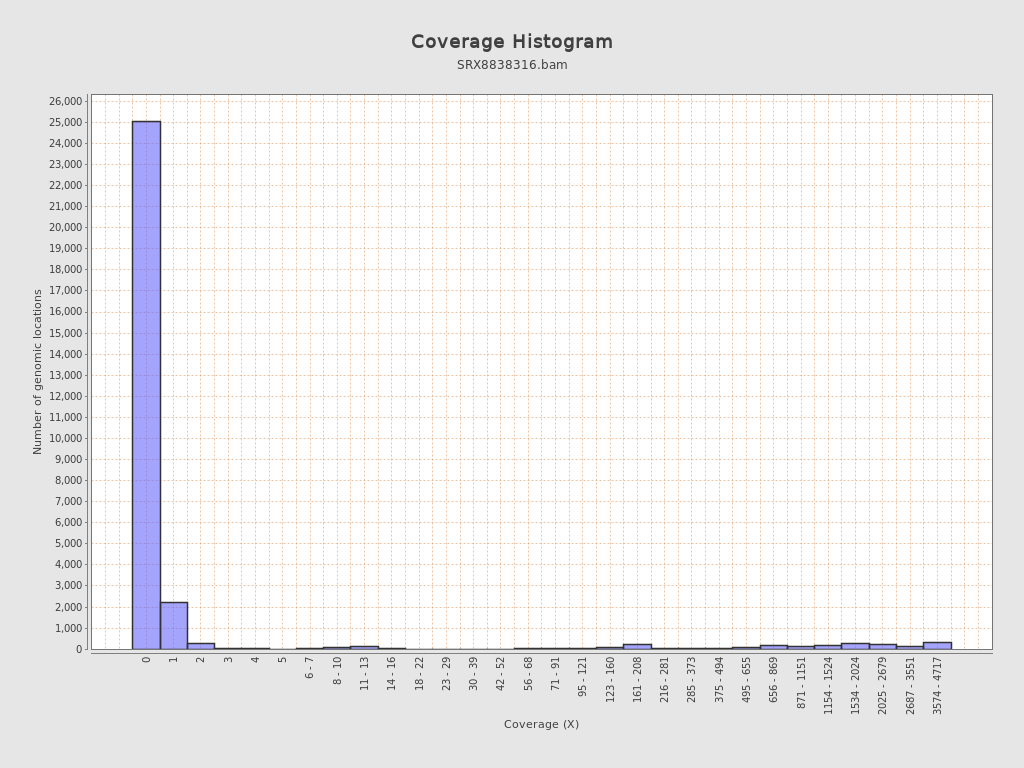 Coverage Histogram
SRX8838316.bam
Number of genomic locations
26,000
25,000
24,000
23,000
22,000
21,000
20,000
19,000
18,000
17,000
16,000
15,000
14,000
13,000
12,000
11,000
10,000
9,000
8,000
7,000
6,000
5,000
4,000
3,000
2,000
1,000
0
0
1
2
3
4
5
6 - 7
8 - 10
11 - 13
14 - 16
18 - 22
23 - 29
30 - 39
42 - 52
56 - 68
71 - 91
95 - 121
123 - 160
161 - 208
216 - 281
285 - 373
375 - 494
495 - 655
656 - 869
871 - 1151
1154 - 1524
1534 - 2024
2025 - 2679
2687 - 3551
3574 - 4717
Coverage (X)